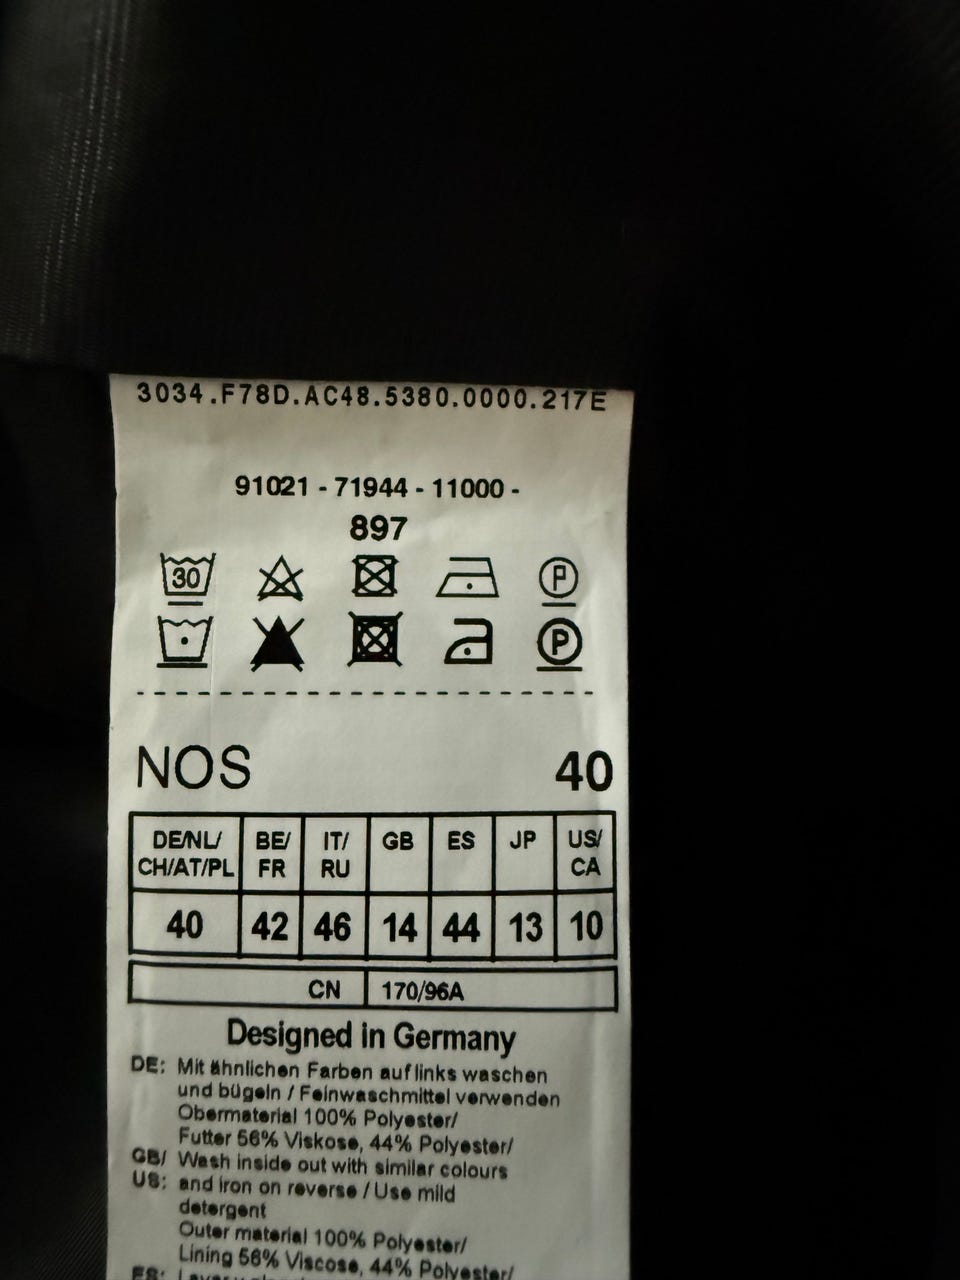 3034.F78D.AC48.5380.0000.217E
91021 - 71944 - 11000 -
897
30
P
P
NOS 40
DE/NL/ BE/ IT/ GB ES JP US/
CH/AT/PL FR RU CA
40 42 46 14 44 13 10
CN 170/96A
Designed in Germany
DE: Mit ähnlichen Farben auf links waschen
und bügeln / Feinwaschmittel verwenden
Obermaterial 100% Polyester/
Futter 56% Viskose, 44% Polyester/
GB/ Wash inside out with similar colours
US: and iron on reverse / Use mild
detergent
Outer material 100% Polyester/
Lining 56% Viscose, 44% Polyester/
ES: